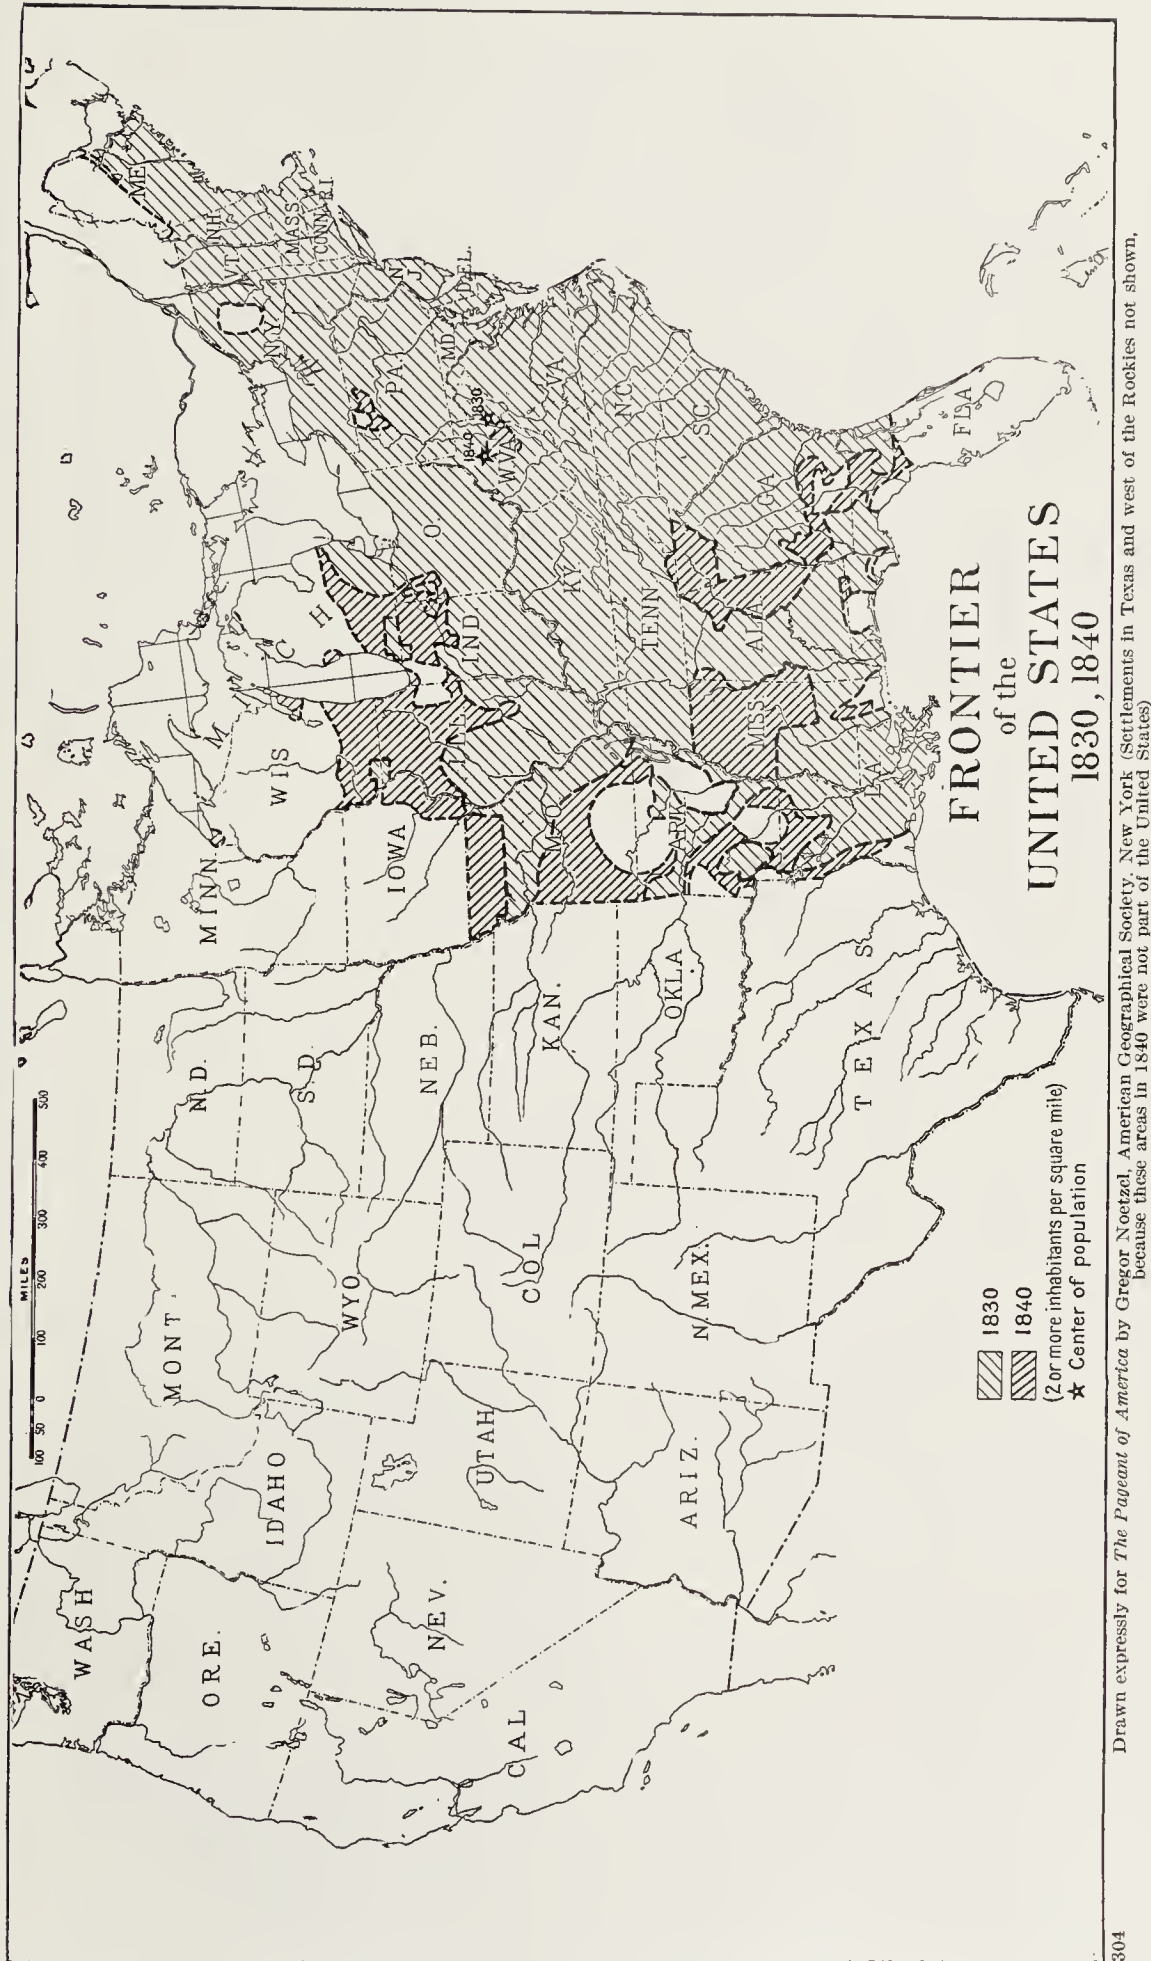 FRONTIER
of the
UNITED STATES
1830, 1840
MILES
100 50 0 100 200 300 400 500
WASH
ORE.
CAL
NEV.
IDAHO
MONT.
WYO
UTAH
ARIZ.
COL
N. MEX.
N.D.
S.D.
NEB.
KAN.
OKLA
TEXAS
MINN.
IOWA
MO
ARK
LA
WIS
MICH
ILL
IND
O
KY
TENN
MISS
ALA
GA
FLA
SC
NC
VA
W VA
1840
1830
MD
DEL.
PA
NJ
NY
CONN
R.I.
MASS
VT
NH
ME
1830
1840
(2 or more inhabitants per square mile)
★ Center of population
304
Drawn expressly for The Pageant of America by Gregor Noetzel, American Geographical Society, New York (Settlements in Texas and west of the Rockies not shown,
because these areas in 1840 were not part of the United States)